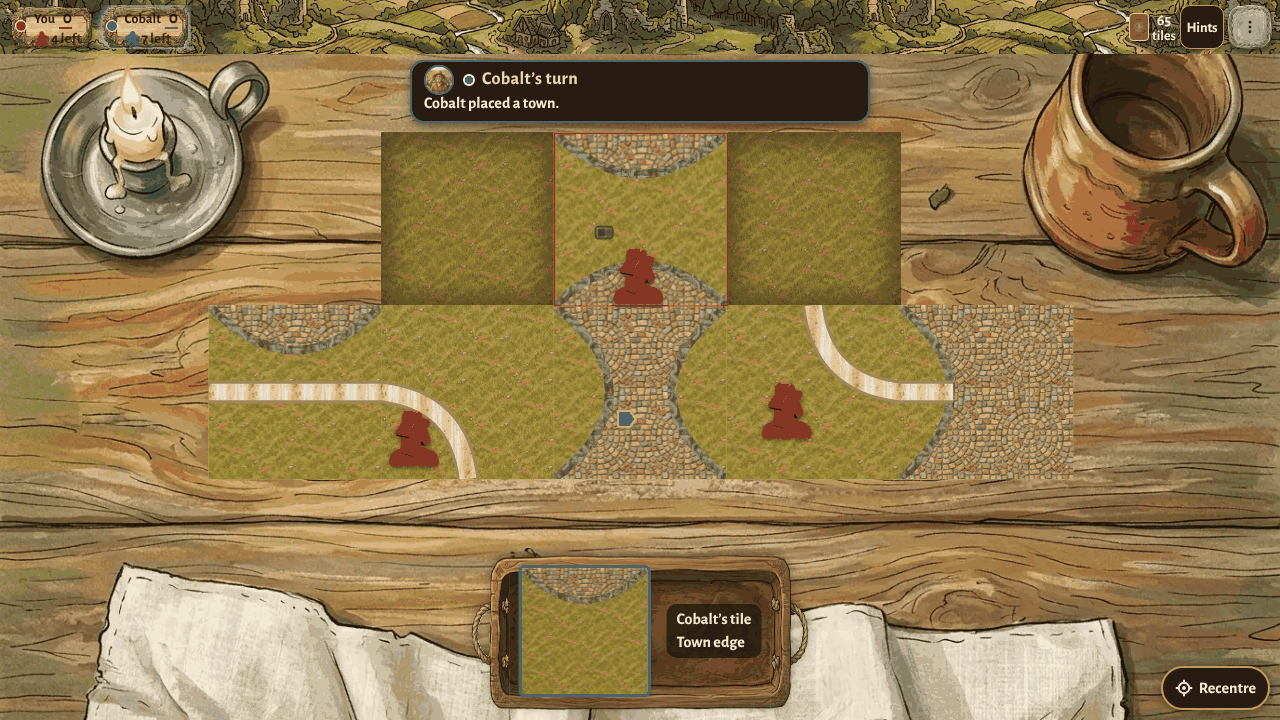 You 0
4 left
Cobalt 0
7 left
65
tiles
Hints
Cobalt's turn
Cobalt placed a town.
Cobalt's tile
Town edge
Recentre